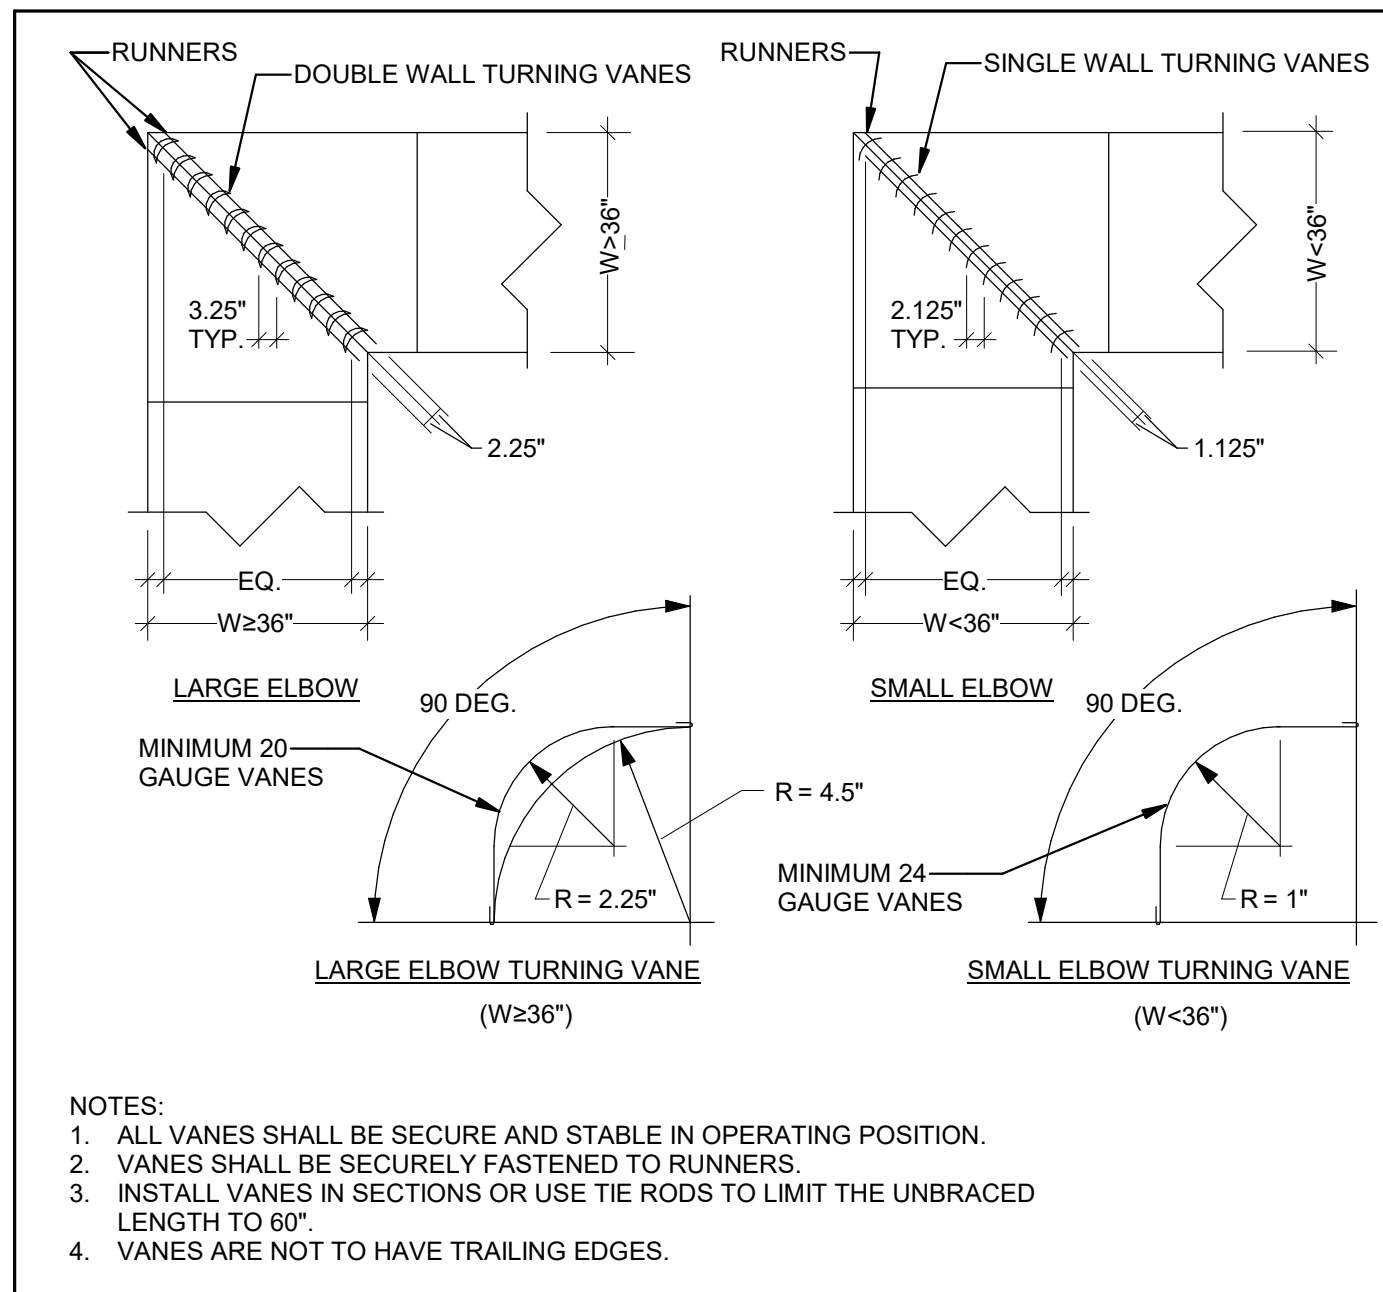 RUNNERS
DOUBLE WALL TURNING VANES
W>36"
3.25"
TYP.
2.25"
EQ.
W≥36"
LARGE ELBOW
RUNNERS
SINGLE WALL TURNING VANES
W<36"
2.125"
TYP.
1.125"
EQ.
W<36"
SMALL ELBOW
90 DEG.
MINIMUM 20
GAUGE VANES
R = 4.5"
R = 2.25"
LARGE ELBOW TURNING VANE
(W≥36")
90 DEG.
MINIMUM 24
GAUGE VANES
R = 1"
SMALL ELBOW TURNING VANE
(W<36")
NOTES:
1. ALL VANES SHALL BE SECURE AND STABLE IN OPERATING POSITION.
2. VANES SHALL BE SECURELY FASTENED TO RUNNERS.
3. INSTALL VANES IN SECTIONS OR USE TIE RODS TO LIMIT THE UNBRACED
LENGTH TO 60".
4. VANES ARE NOT TO HAVE TRAILING EDGES.